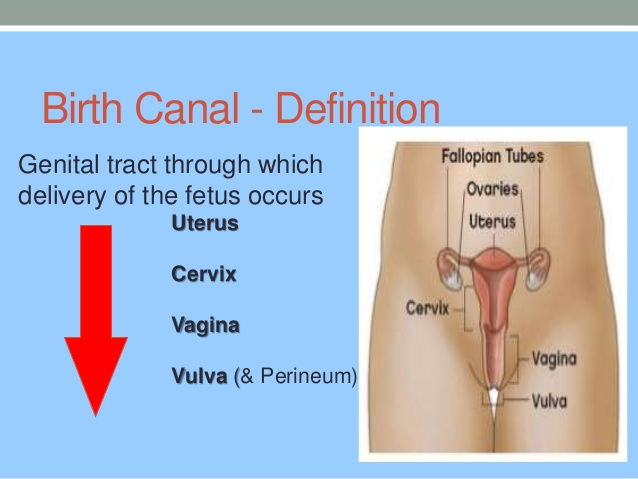 Birth Canal - Definition
Genital tract through which
delivery of the fetus occurs
Uterus
Cervix
Vagina
Vulva (& Perineum)
Fallopian Tubes
Ovaries
Uterus
Cervix
Vagina
Vulva